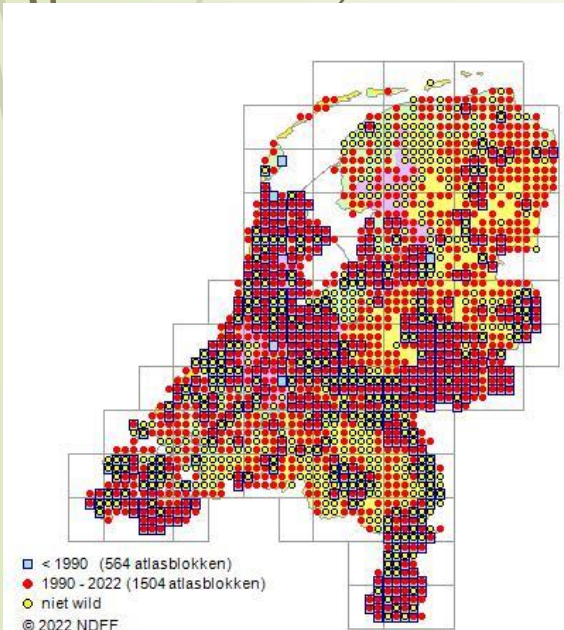 < 1990 (564 atlasblokken)
1990 - 2022 (1504 atlasblokken)
niet wild
© 2022 NDFF